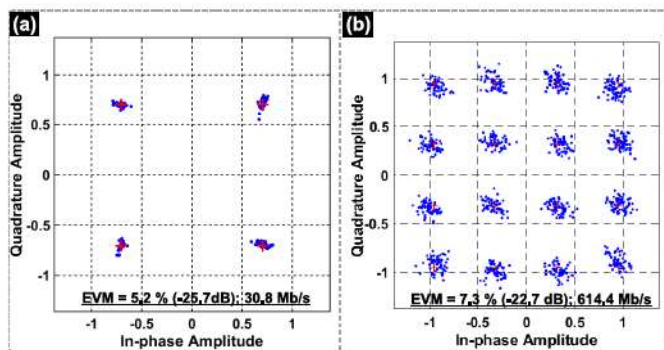 (a)
Quadrature Amplitude
1
0.5
0
-0.5
-1
EVM = 5.2 % (-25.7dB); 30.8 Mb/s
-1 -0.5 0 0.5 1
In-phase Amplitude
(b)
Quadrature Amplitude
1
0.5
0
-0.5
-1
EVM = 7.3 % (-22.7 dB); 614.4 Mb/s
-1 -0.5 0 0.5 1
In-phase Amplitude